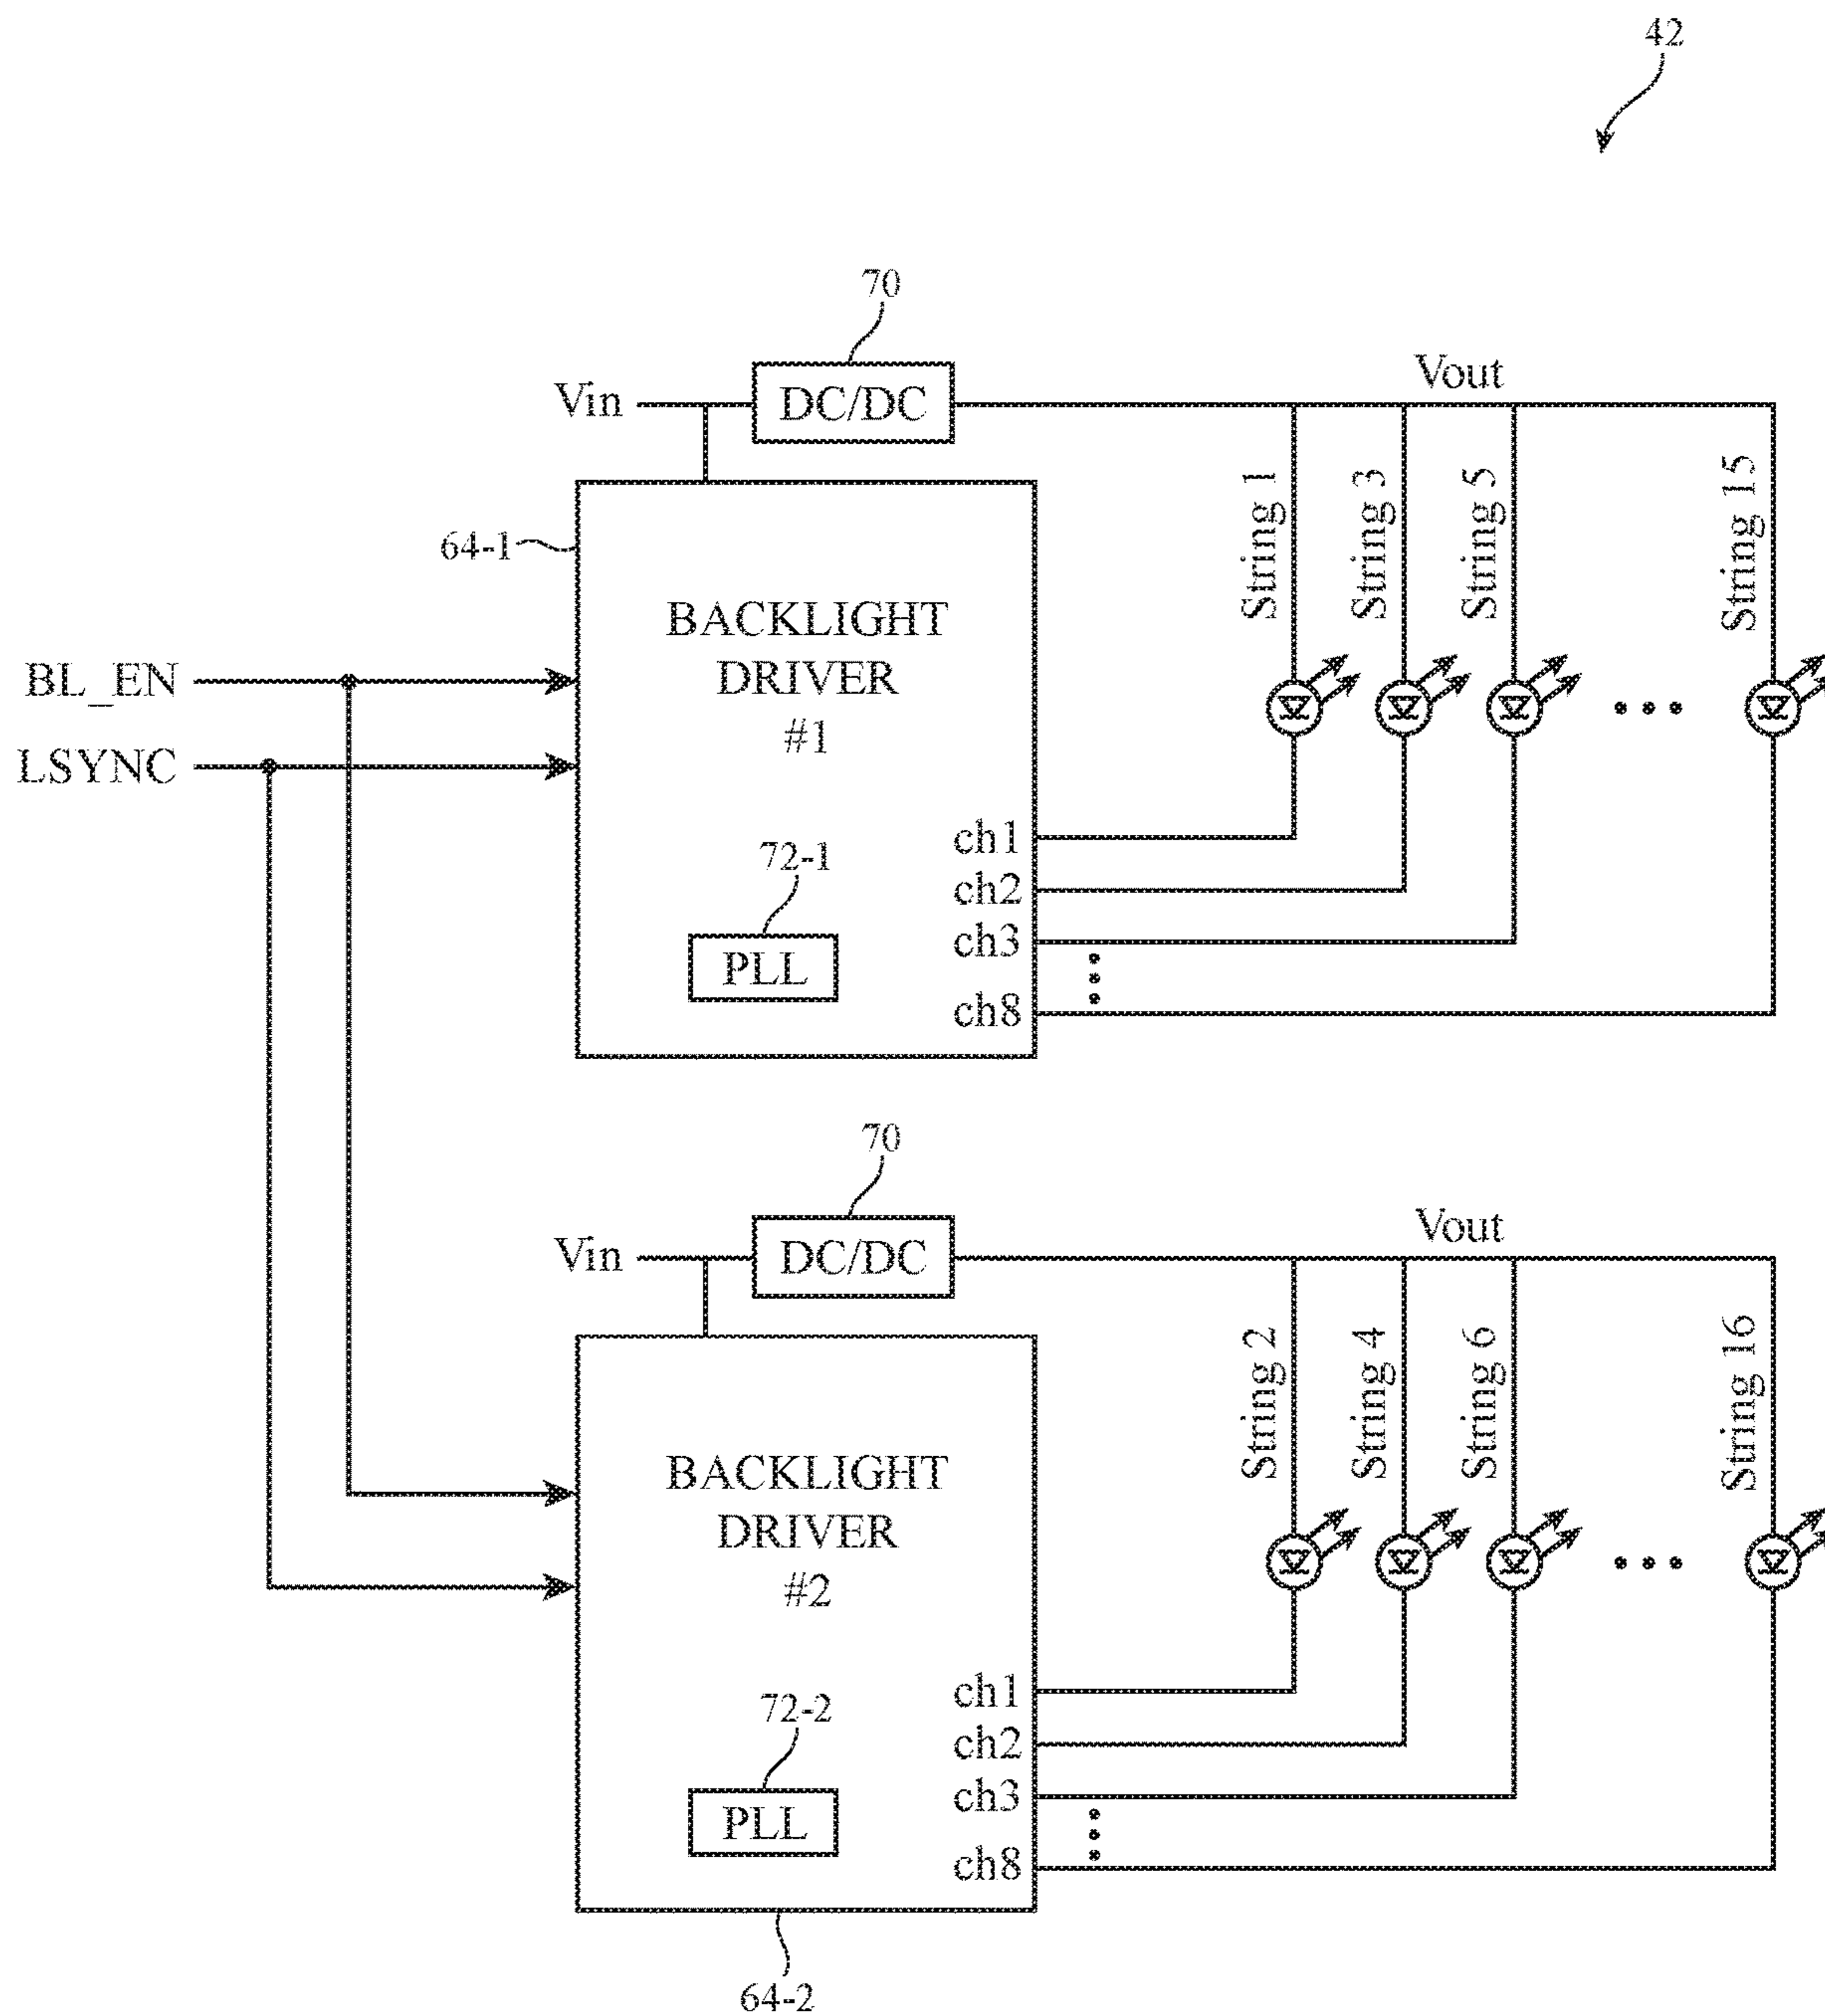 42
70
Vin
DC/DC
Vout
String 1
String 3
String 5
String 15
64-1
BACKLIGHT
DRIVER
#1
BL_EN
LSYNC
72-1
PLL
ch1
ch2
ch3
ch8
70
Vin
DC/DC
Vout
String 2
String 4
String 6
String 16
BACKLIGHT
DRIVER
#2
72-2
PLL
ch1
ch2
ch3
ch8
64-2